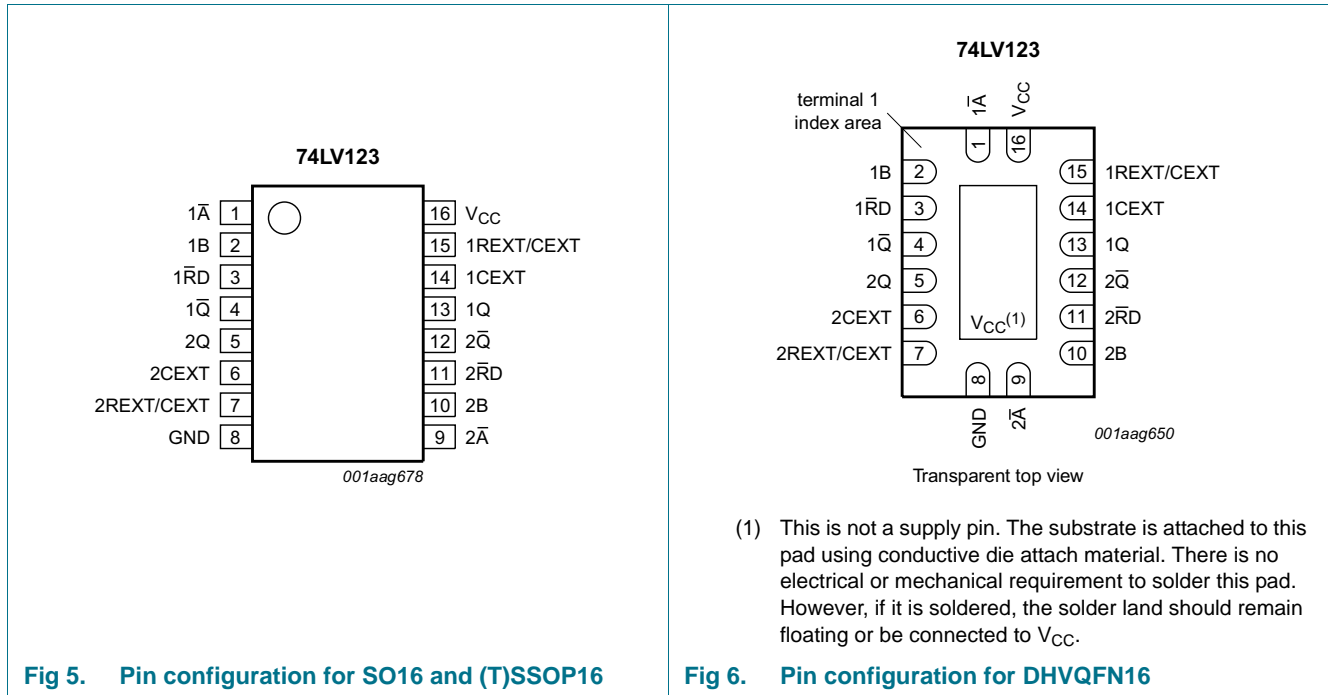 74LV123
1A̅ 1
1B 2
1R̅D 3
1Q̅ 4
2Q 5
2CEXT 6
2REXT/CEXT 7
GND 8
16 VCC
15 1REXT/CEXT
14 1CEXT
13 1Q
12 2Q̅
11 2R̅D
10 2B
9 2A̅
001aag678
Fig 5. Pin configuration for SO16 and (T)SSOP16
74LV123
terminal 1
index area
1A̅
VCC
1
16
1B 2
1R̅D 3
1Q̅ 4
2Q 5
2CEXT 6
2REXT/CEXT 7
15 1REXT/CEXT
14 1CEXT
13 1Q
12 2Q̅
11 2R̅D
10 2B
VCC(1)
8
9
GND
2A̅
001aag650
Transparent top view
(1) This is not a supply pin. The substrate is attached to this
pad using conductive die attach material. There is no
electrical or mechanical requirement to solder this pad.
However, if it is soldered, the solder land should remain
floating or be connected to VCC.
Fig 6. Pin configuration for DHVQFN16